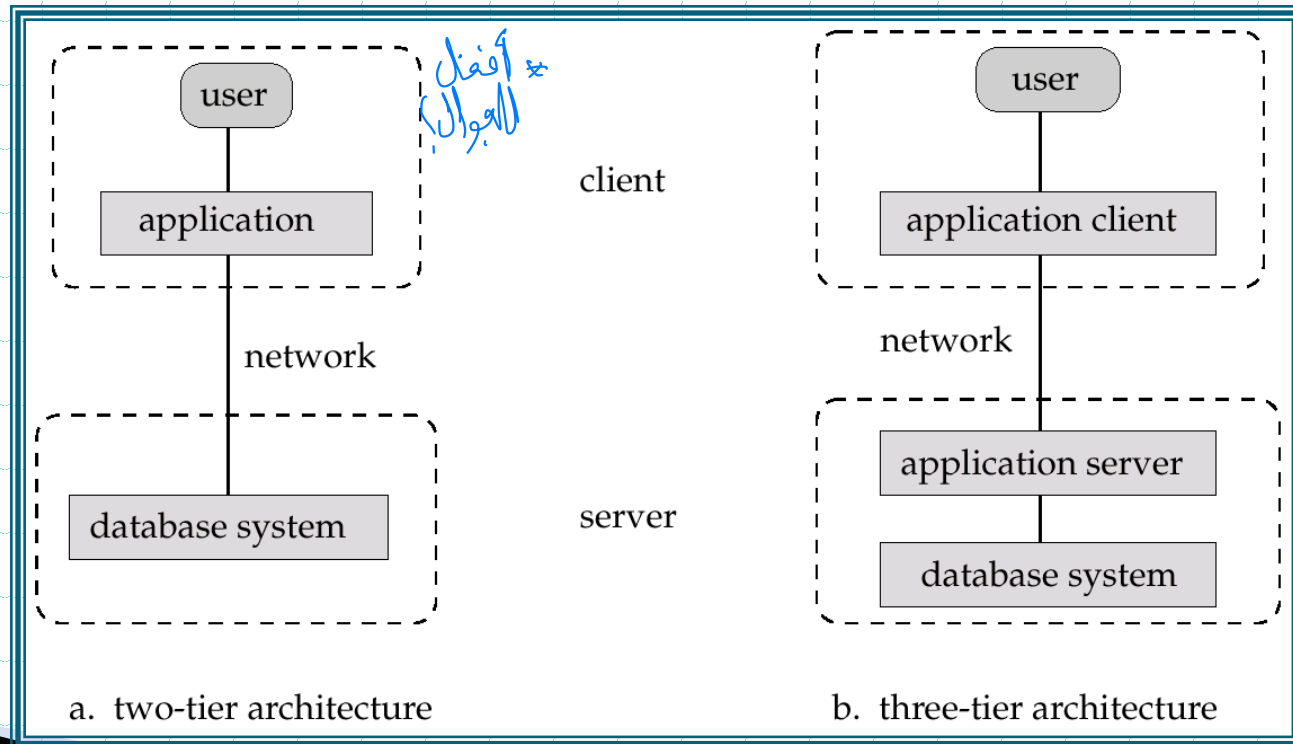 user
application
network
database system
a. two-tier architecture
* أفضل
client
server
user
application client
network
application server
database system
b. three-tier architecture